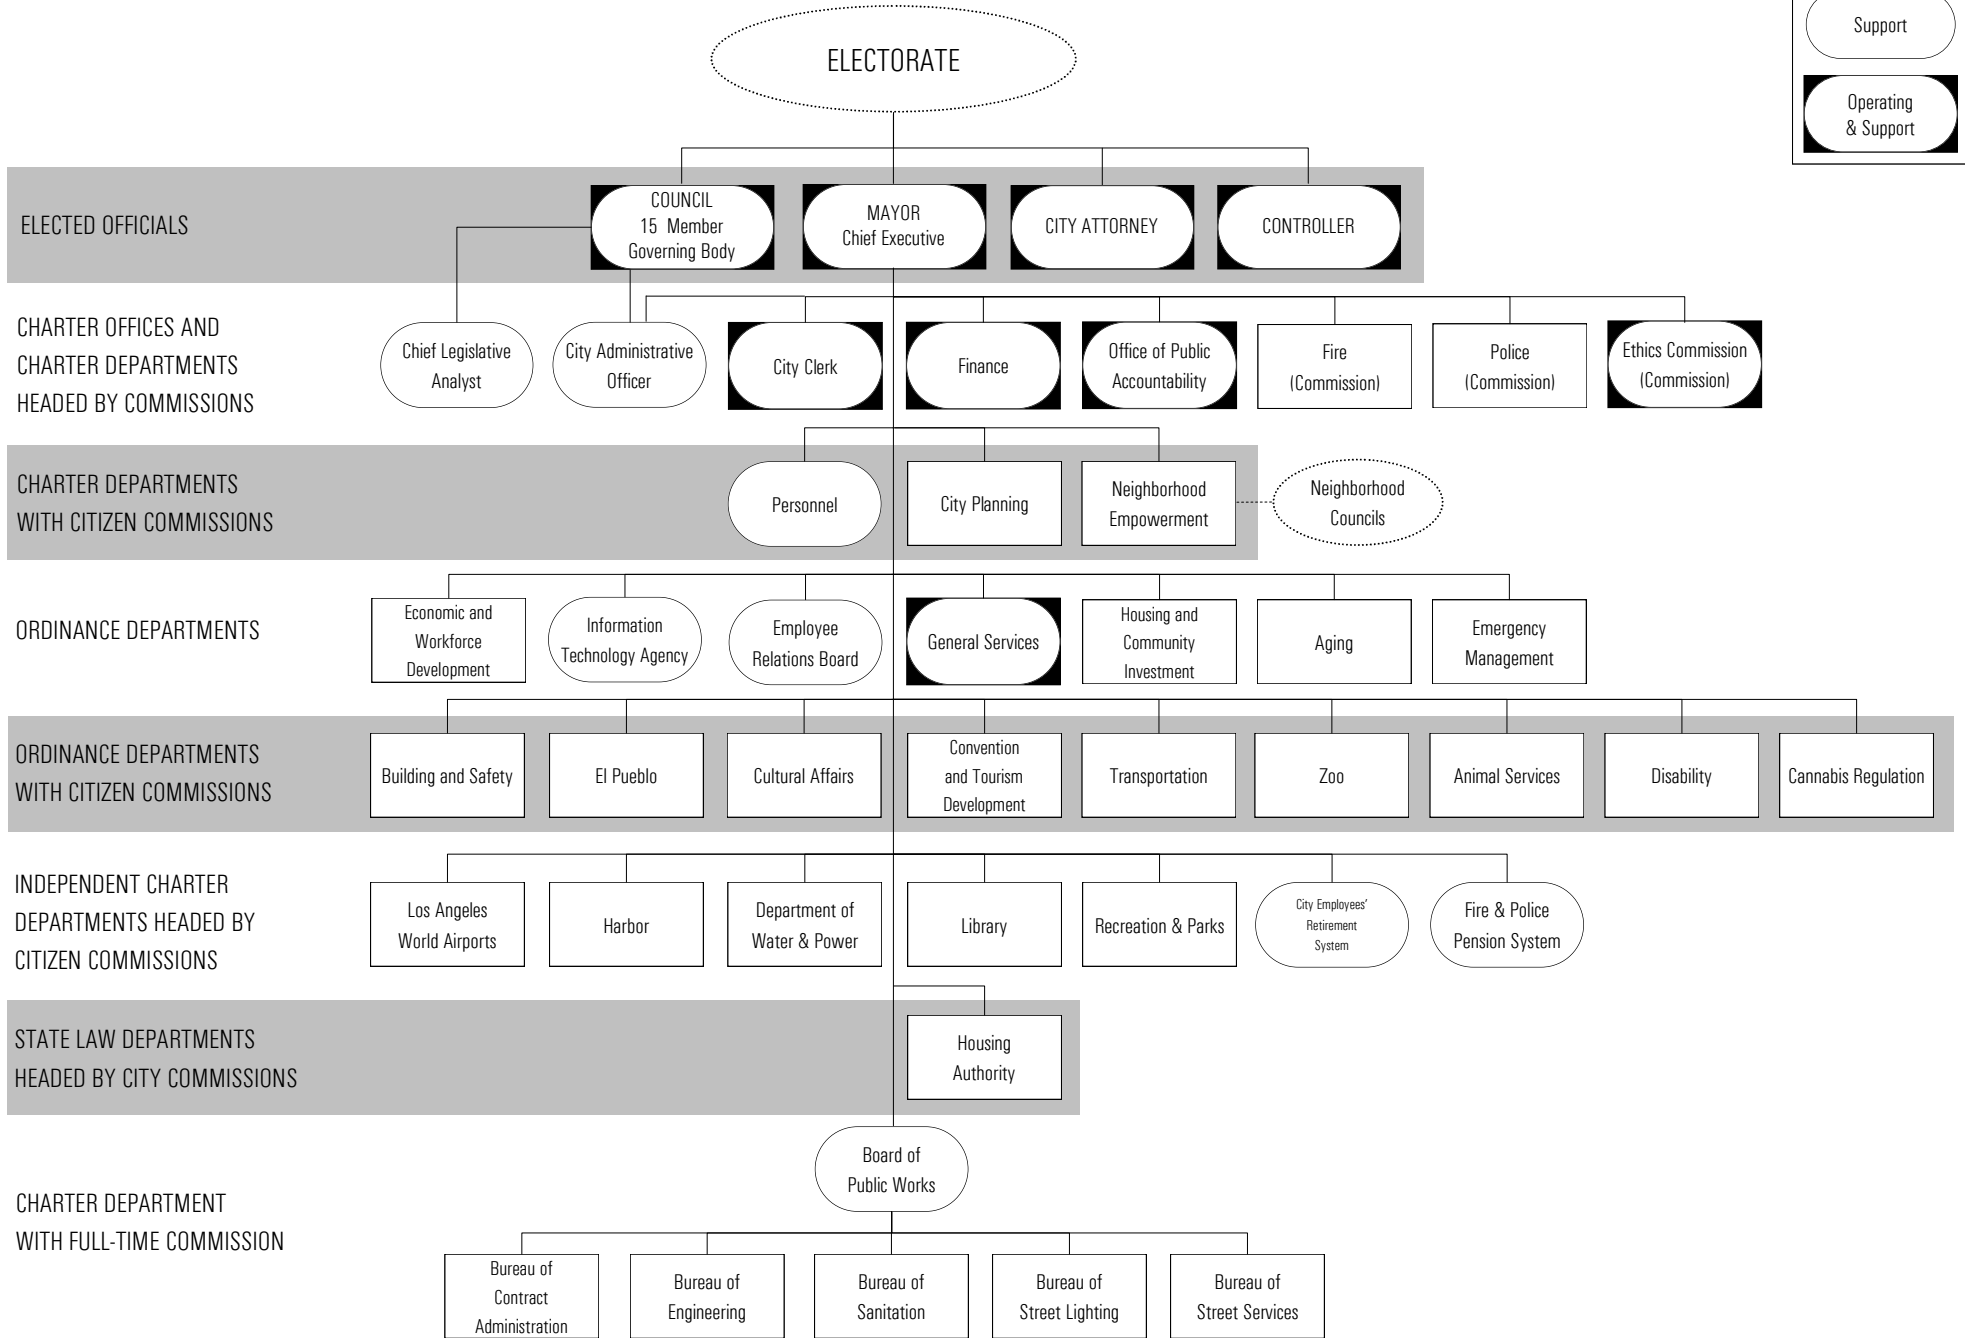 Support
Operating
& Support
ELECTORATE
ELECTED OFFICIALS
COUNCIL
15 Member
Governing Body
MAYOR
Chief Executive
CITY ATTORNEY
CONTROLLER
CHARTER OFFICES AND
CHARTER DEPARTMENTS
HEADED BY COMMISSIONS
Chief Legislative
Analyst
City Administrative
Officer
City Clerk
Finance
Office of Public
Accountability
Fire
(Commission)
Police
(Commission)
Ethics Commission
(Commission)
CHARTER DEPARTMENTS
WITH CITIZEN COMMISSIONS
Personnel
City Planning
Neighborhood
Empowerment
Neighborhood
Councils
ORDINANCE DEPARTMENTS
Economic and
Workforce
Development
Information
Technology Agency
Employee
Relations Board
General Services
Housing and
Community
Investment
Aging
Emergency
Management
ORDINANCE DEPARTMENTS
WITH CITIZEN COMMISSIONS
Building and Safety
El Pueblo
Cultural Affairs
Convention
and Tourism
Development
Transportation
Zoo
Animal Services
Disability
Cannabis Regulation
INDEPENDENT CHARTER
DEPARTMENTS HEADED BY
CITIZEN COMMISSIONS
Los Angeles
World Airports
Harbor
Department of
Water & Power
Library
Recreation & Parks
City Employees'
Retirement
System
Fire & Police
Pension System
STATE LAW DEPARTMENTS
HEADED BY CITY COMMISSIONS
Housing
Authority
CHARTER DEPARTMENT
WITH FULL-TIME COMMISSION
Board of
Public Works
Bureau of
Contract
Administration
Bureau of
Engineering
Bureau of
Sanitation
Bureau of
Street Lighting
Bureau of
Street Services